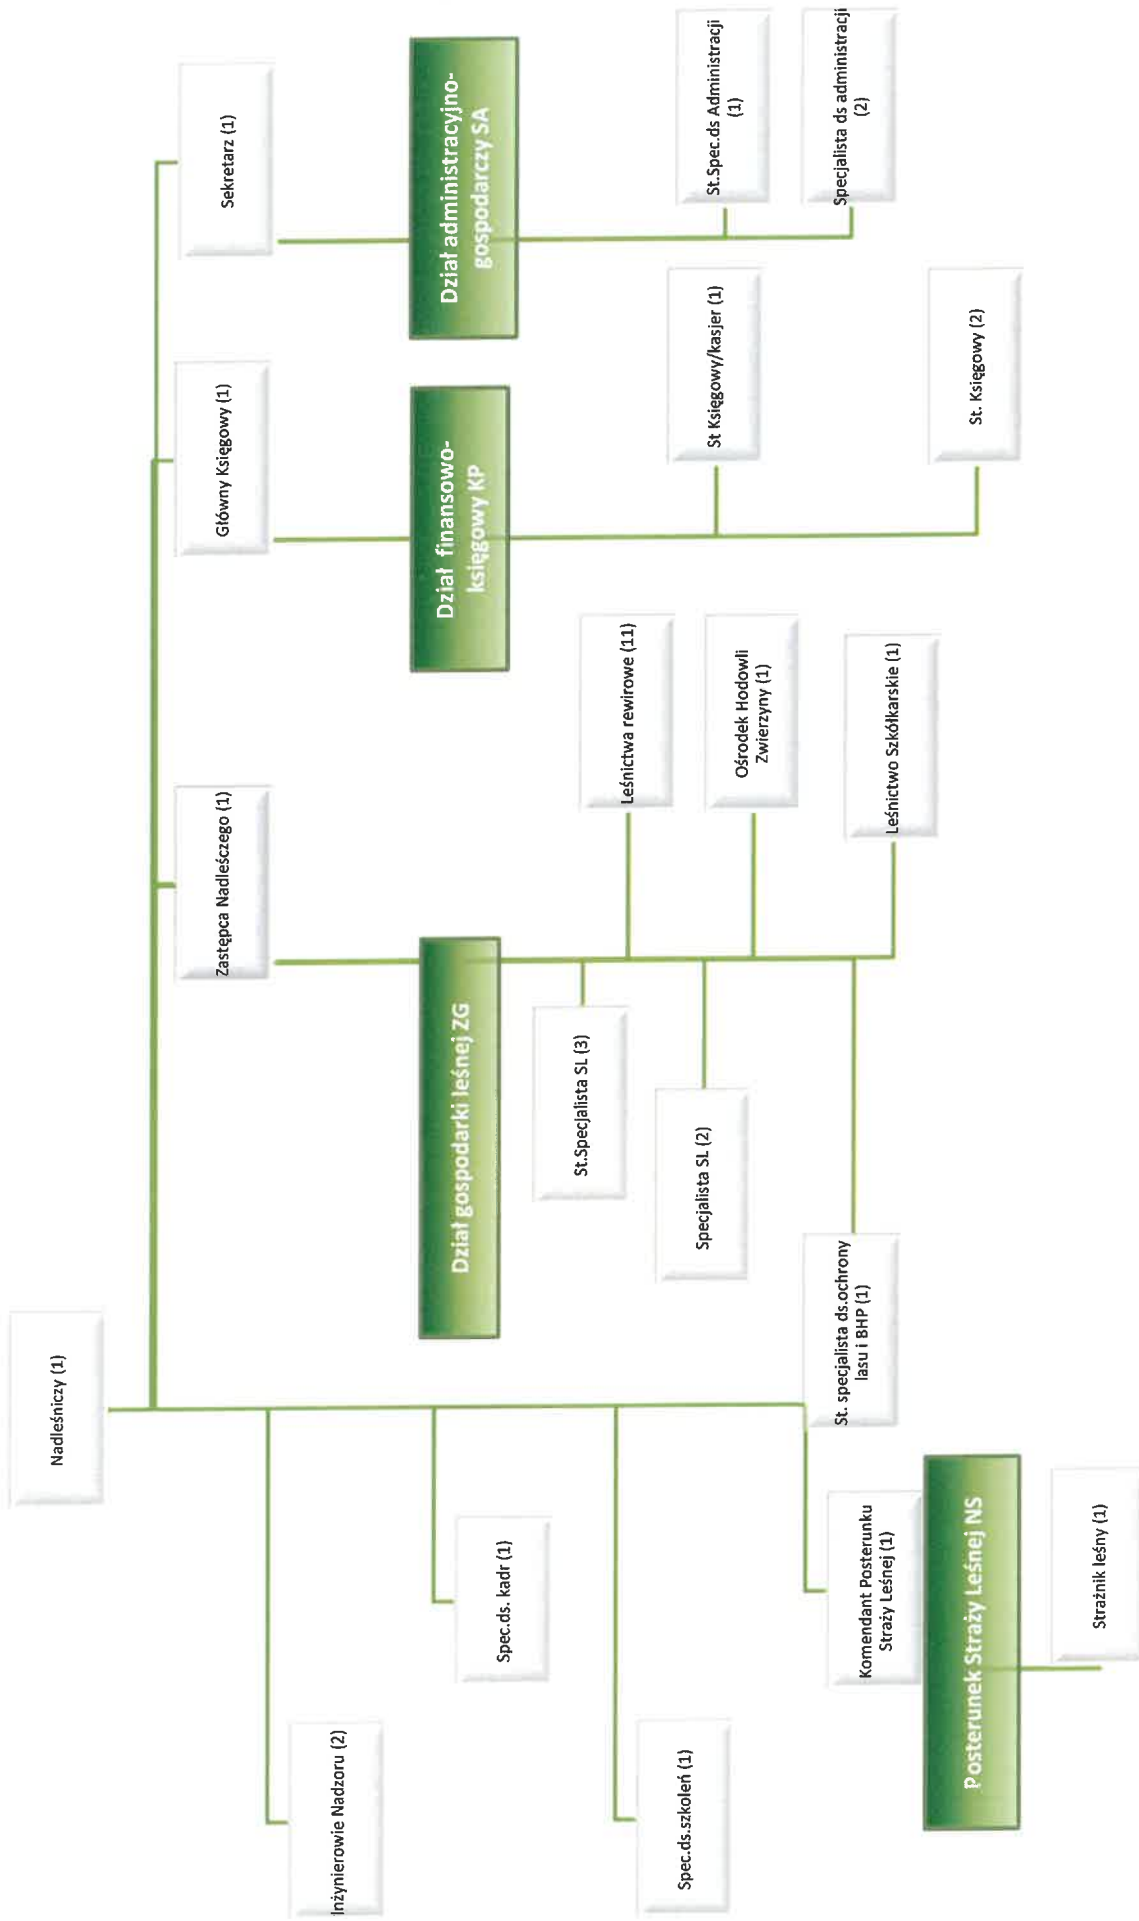 Nadleśniczy (1)
Inżynierowie Nadzoru (2)
Spec.ds. kadr (1)
Spec.ds.szkoleń (1)
Komendant Posterunku
Straży Leśnej (1)
Posterunek Straży Leśnej NS
Strażnik leśny (1)
Zastępca Nadleśczego (1)
Dział gospodarki leśnej ZG
St.Specjalista SL (3)
Specjalista SL (2)
St. specjalista ds.ochrony
lasu i BHP (1)
Leśnictwa rewirowe (11)
Ośrodek Hodowli
Zwierzyny (1)
Leśnictwo Szkółkarskie (1)
Główny Księgowy (1)
Dział finansowo-
księgowy KP
St Księgowy/kasjer (1)
St. Księgowy (2)
Sekretarz (1)
Dział administracyjno-
gospodarczy SA
St.Spec.ds Administracji
(1)
Specjalista ds administracji
(2)